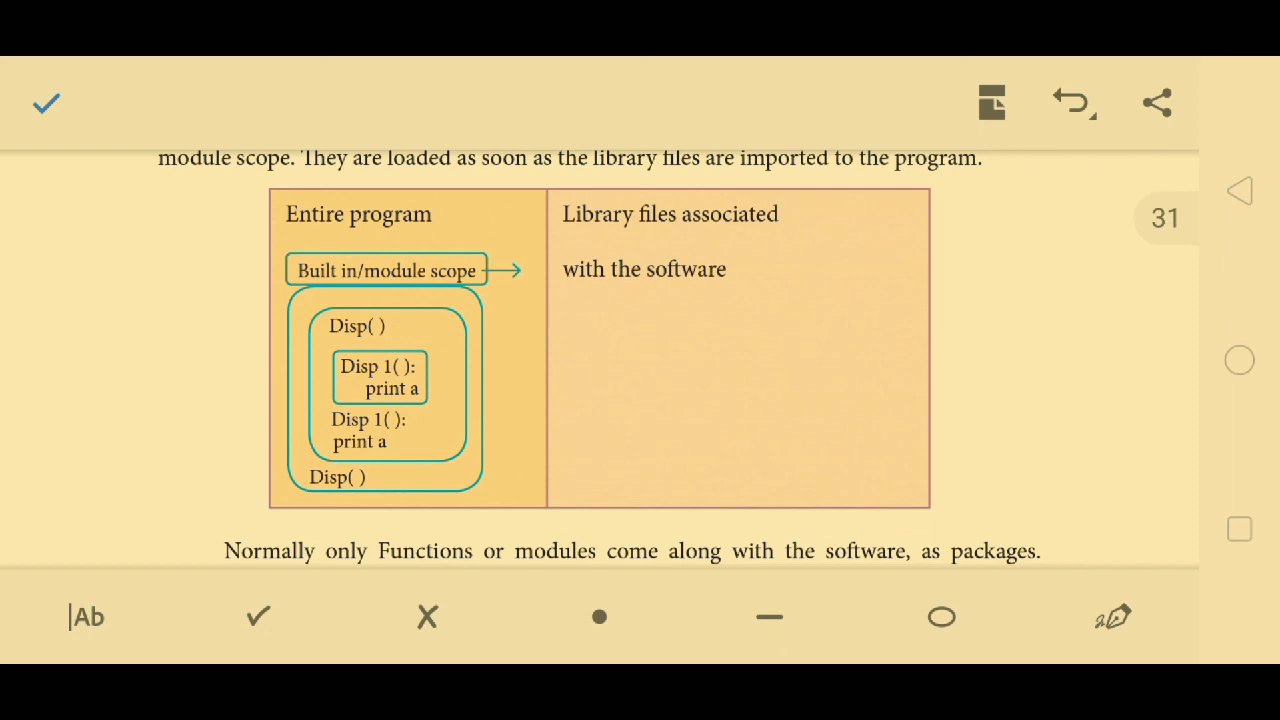 module scope. They are loaded as soon as the library files are imported to the program.
31
Entire program
Library files associated
Built in/module scope
with the software
Disp( )
Disp 1( ):
print a
Disp 1( ):
print a
Disp( )
Normally only Functions or modules come along with the software, as packages.
Ab